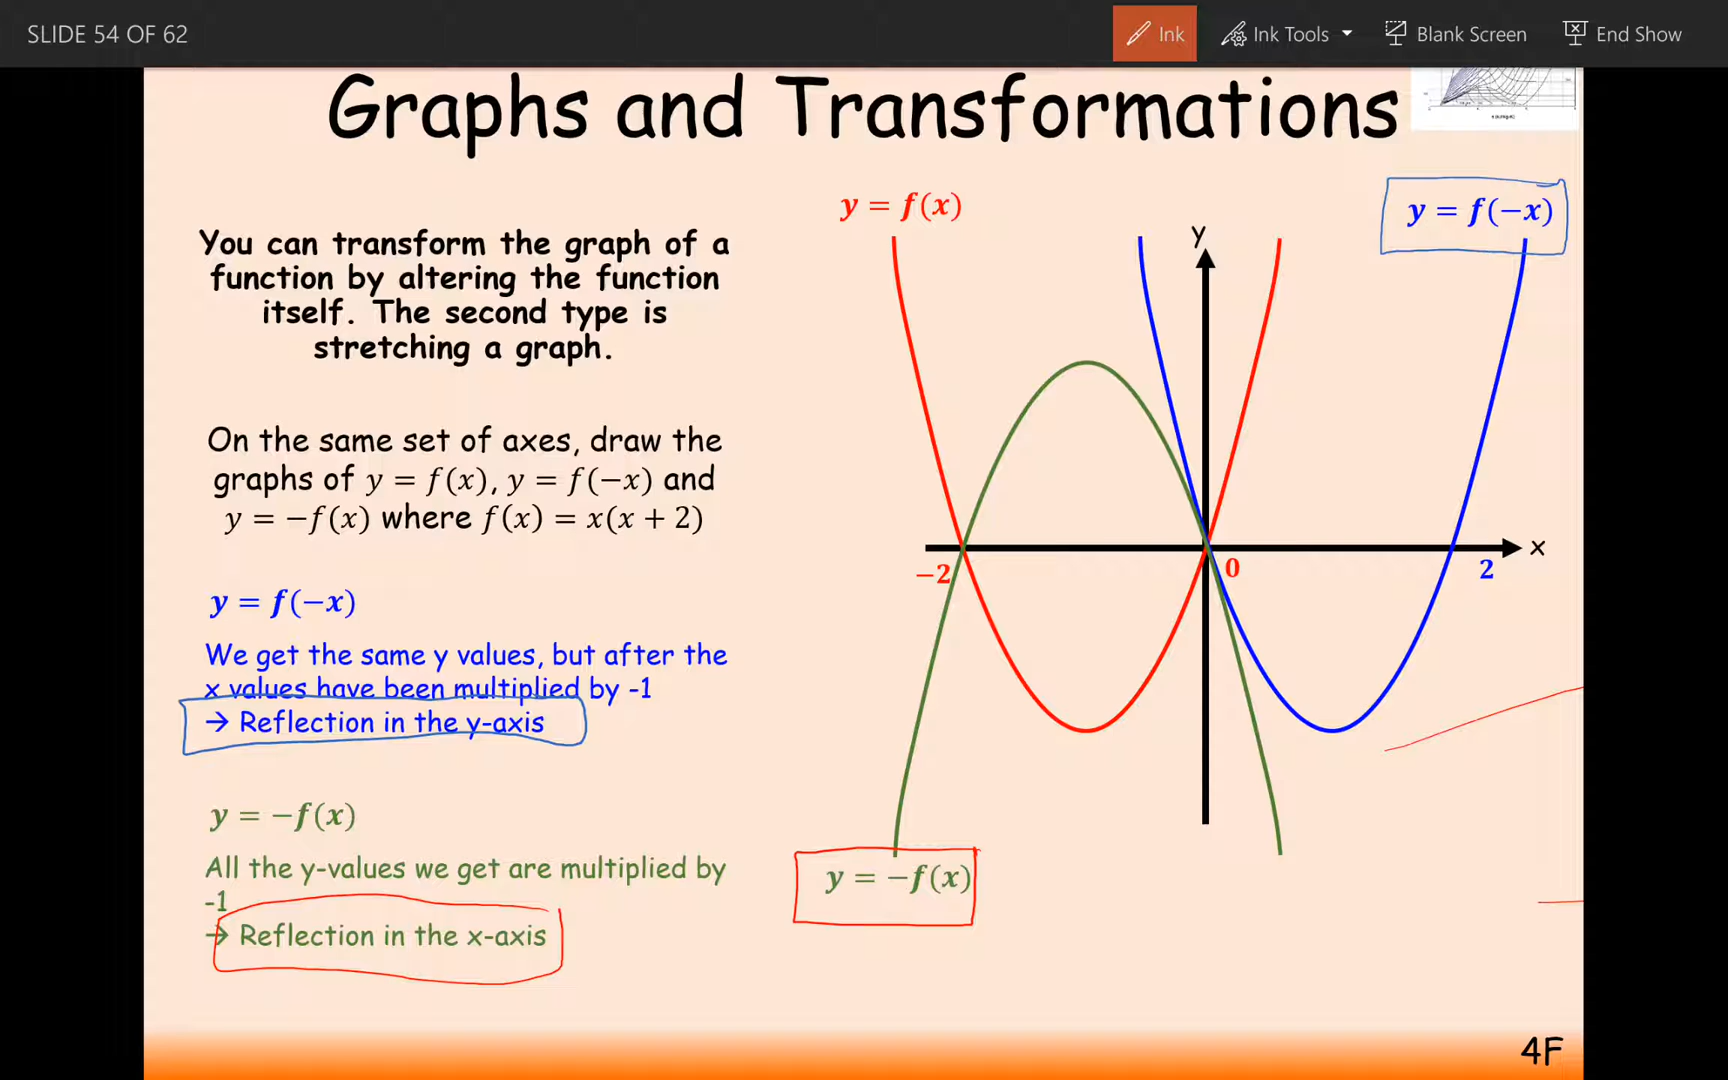 SLIDE 54 OF 62
Ink
Ink Tools
Blank Screen
End Show
Graphs and Transformations
You can transform the graph of a
function by altering the function
itself. The second type is
stretching a graph.
On the same set of axes, draw the
graphs of y = f(x), y = f(−x) and
y = −f(x) where f(x) = x(x + 2)
y = f(−x)
We get the same y values, but after the
x values have been multiplied by -1
→ Reflection in the y-axis
y = −f(x)
All the y-values we get are multiplied by
-1
→ Reflection in the x-axis
y = f(x)
y = f(−x)
y
x
−2
0
2
y = −f(x)
4F